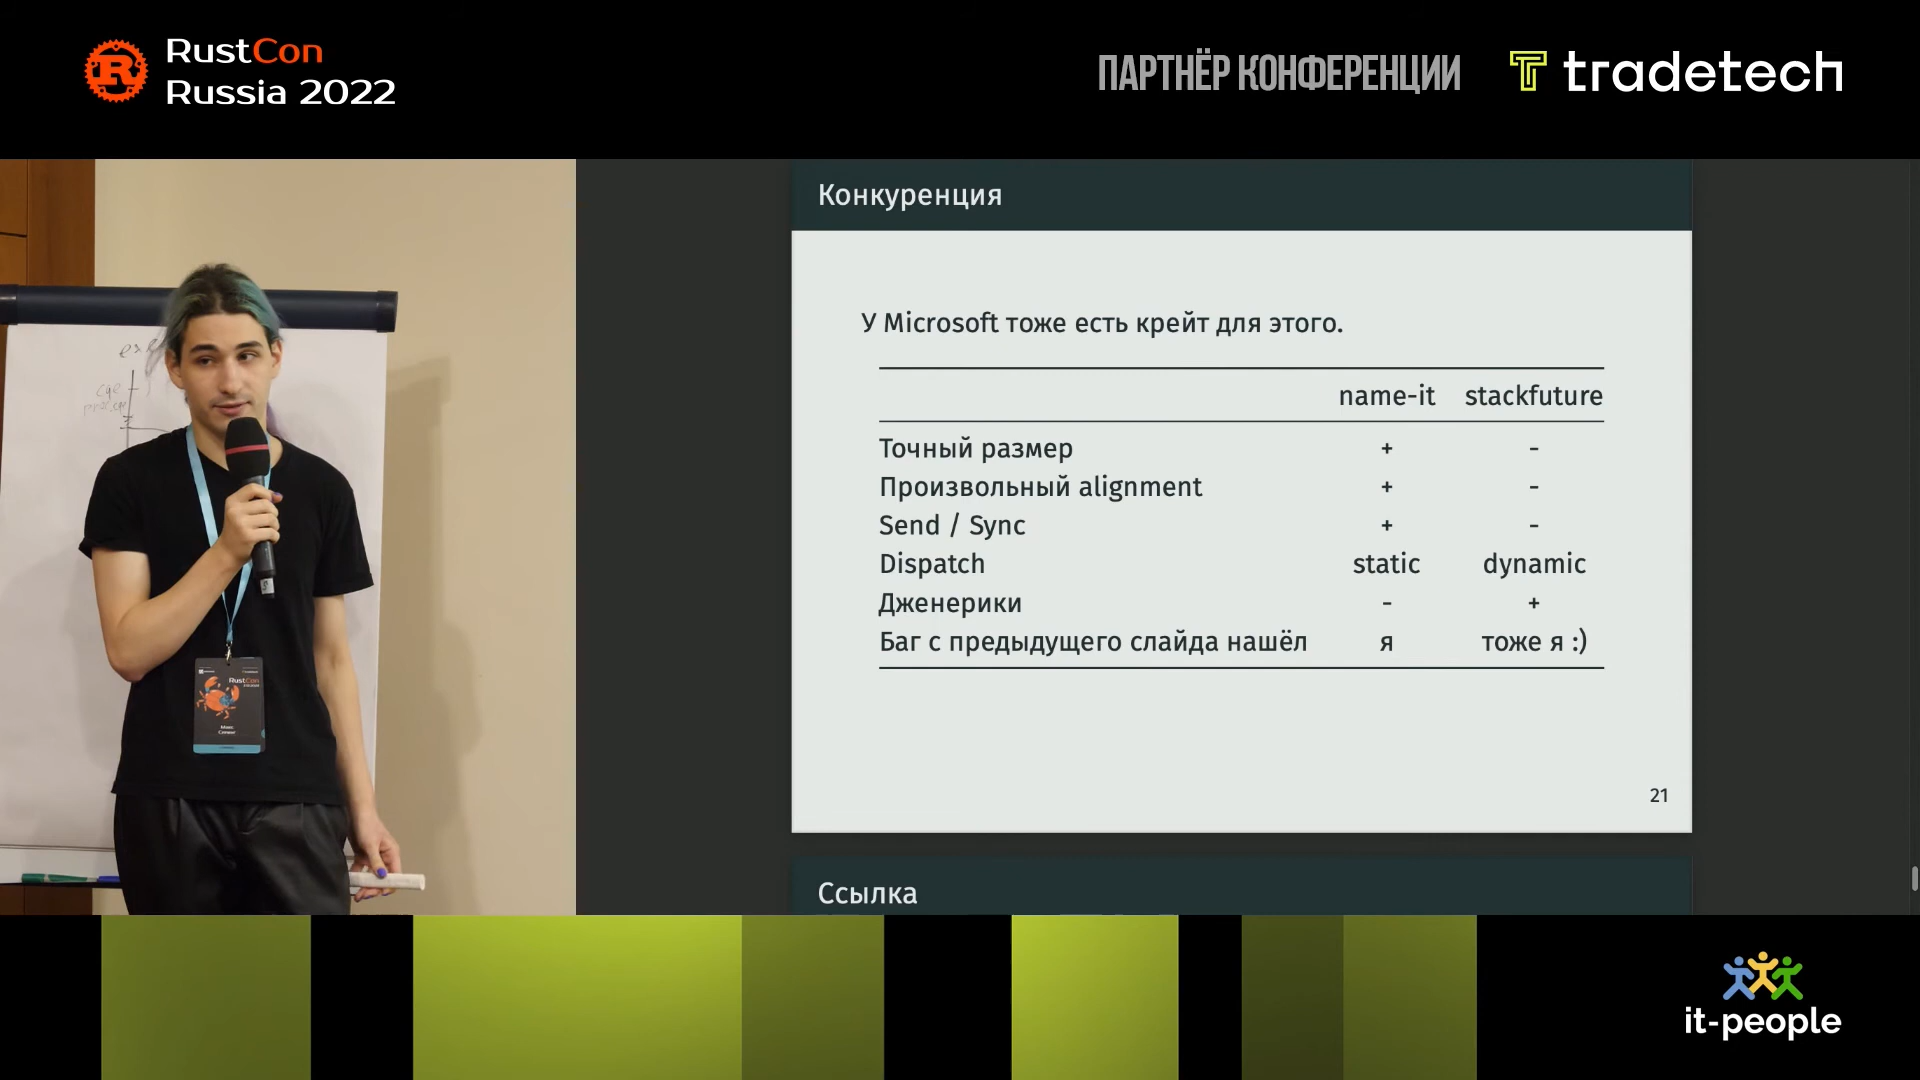 RustCon
Russia 2022
ПАРТНЁР КОНФЕРЕНЦИИ
tradetech
Конкуренция
У Microsoft тоже есть крейт для этого.
name-it stackfuture
Точный размер + -
Произвольный alignment + -
Send / Sync + -
Dispatch static dynamic
Дженерики - +
Баг с предыдущего слайда нашёл я тоже я :)
21
Ссылка
RustCon
it-people